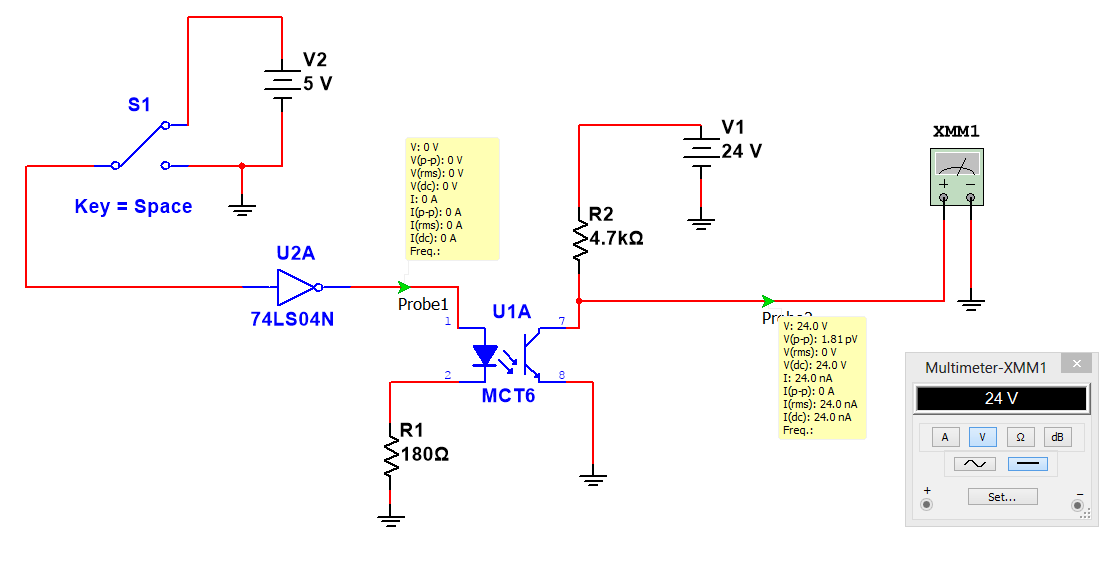 V2
5 V
S1
Key = Space
V: 0 V
V(p-p): 0 V
V(rms): 0 V
V(dc): 0 V
I: 0 A
I(p-p): 0 A
I(rms): 0 A
I(dc): 0 A
Freq.:
V1
24 V
XMM1
+
−
R2
4.7kΩ
U2A
74LS04N
Probe1
1
U1A
7
2
8
MCT6
R1
180Ω
V: 24.0 V
V(p-p): 1.81 pV
V(rms): 0 V
V(dc): 24.0 V
I: 24.0 nA
I(p-p): 0 A
I(rms): 24.0 nA
I(dc): 24.0 nA
Freq.:
Multimeter-XMM1
24 V
A
V
Ω
dB
+
Set...
−